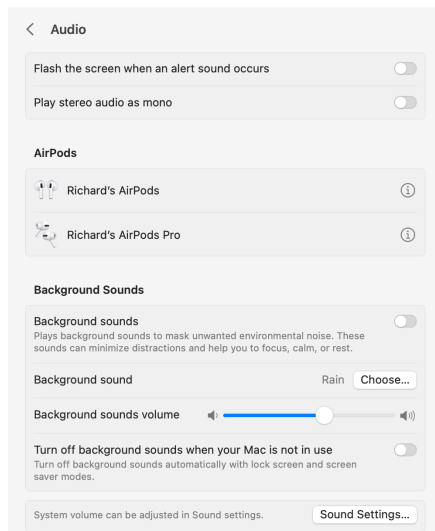 Audio
Flash the screen when an alert sound occurs
Play stereo audio as mono
AirPods
Richard’s AirPods
Richard’s AirPods Pro
Background Sounds
Background sounds
Plays background sounds to mask unwanted environmental noise. These
sounds can minimize distractions and help you to focus, calm, or rest.
Background sound Rain Choose...
Background sounds volume
Turn off background sounds when your Mac is not in use
Turn off background sounds automatically with lock screen and screen
saver modes.
System volume can be adjusted in Sound settings. Sound Settings...